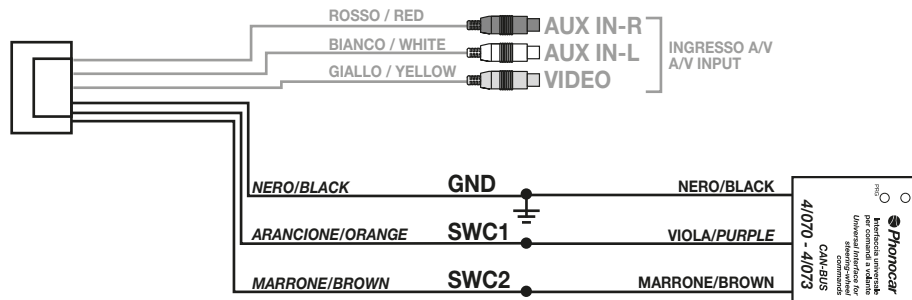 ROSSO / RED
AUX IN-R
BIANCO / WHITE
AUX IN-L
INGRESSO A/V
A/V INPUT
GIALLO / YELLOW
VIDEO
NERO/BLACK
GND
NERO/BLACK
ARANCIONE/ORANGE
SWC1
VIOLA/PURPLE
MARRONE/BROWN
SWC2
MARRONE/BROWN
PRG
Phonocar
Interfaccia universale
per comandi a volante
Universal Interface for
steering-wheel
commands
CAN-BUS
4/070 - 4/073